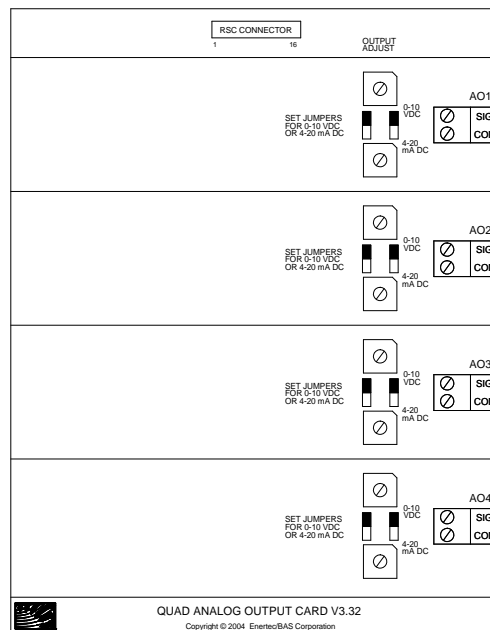 RSC CONNECTOR
1 16
OUTPUT
ADJUST
SET JUMPERS
FOR 0-10 VDC
OR 4-20 mA DC
0-10
VDC
4-20
mA DC
AO1
SIG
COM
SET JUMPERS
FOR 0-10 VDC
OR 4-20 mA DC
0-10
VDC
4-20
mA DC
AO2
SIG
COM
SET JUMPERS
FOR 0-10 VDC
OR 4-20 mA DC
0-10
VDC
4-20
mA DC
AO3
SIG
COM
SET JUMPERS
FOR 0-10 VDC
OR 4-20 mA DC
0-10
VDC
4-20
mA DC
AO4
SIG
COM
QUAD ANALOG OUTPUT CARD V3.32
Copyright © 2004 Enertec/BAS Corporation